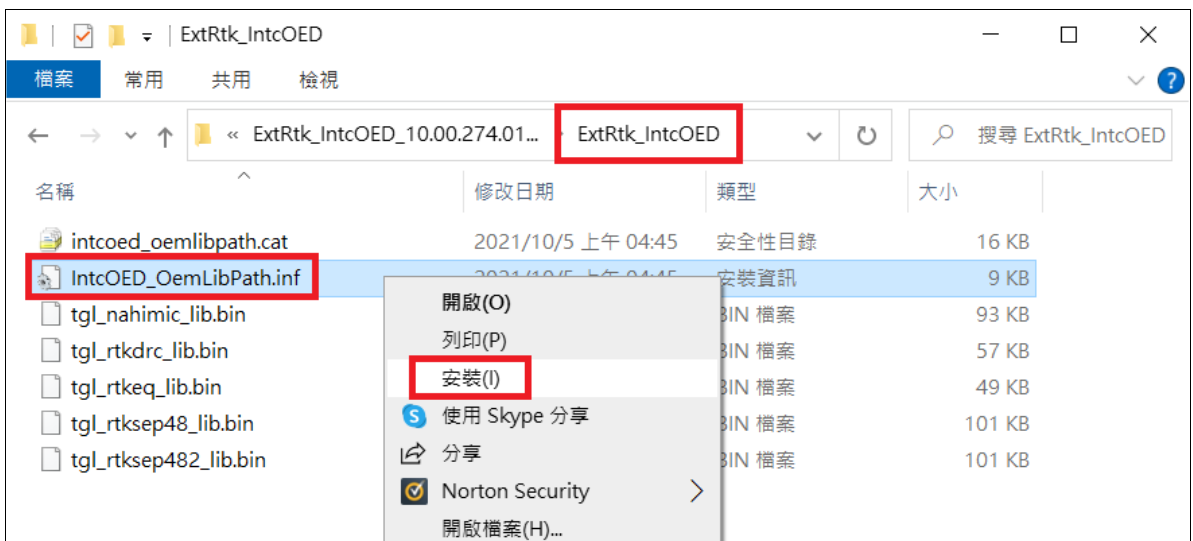 ExtRtk_IntcOED
檔案 常用 共用 檢視
« ExtRtk_IntcOED_10.00.274.01... ExtRtk_IntcOED 搜尋 ExtRtk_IntcOED
名稱 修改日期 類型 大小
intcoed_oemlibpath.cat 2021/10/5 上午 04:45 安全性目錄 16 KB
IntcOED_OemLibPath.inf 2021/10/5 上午 04:45 安裝資訊 9 KB
開啟(O)
tgl_nahimic_lib.bin BIN 檔案 93 KB
列印(P)
tgl_rtkdrc_lib.bin BIN 檔案 57 KB
安裝(I)
tgl_rtkeq_lib.bin BIN 檔案 49 KB
使用 Skype 分享
tgl_rtksep48_lib.bin BIN 檔案 101 KB
分享
tgl_rtksep482_lib.bin BIN 檔案 101 KB
Norton Security
開啟檔案(H)...